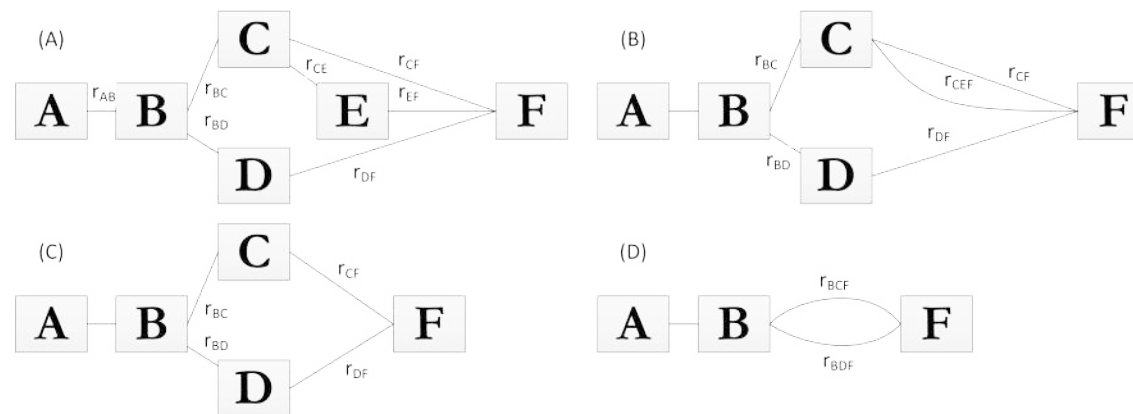 (A)
C
r_CE
r_CF
A r_AB B r_BC
r_BD
E r_EF F
D
r_DF
(B)
C
r_BC
r_CEF r_CF
A B F
r_BD D r_DF
(C)
C
r_CF
A B r_BC
r_BD
F
D
r_DF
(D)
r_BCF
A B F
r_BDF